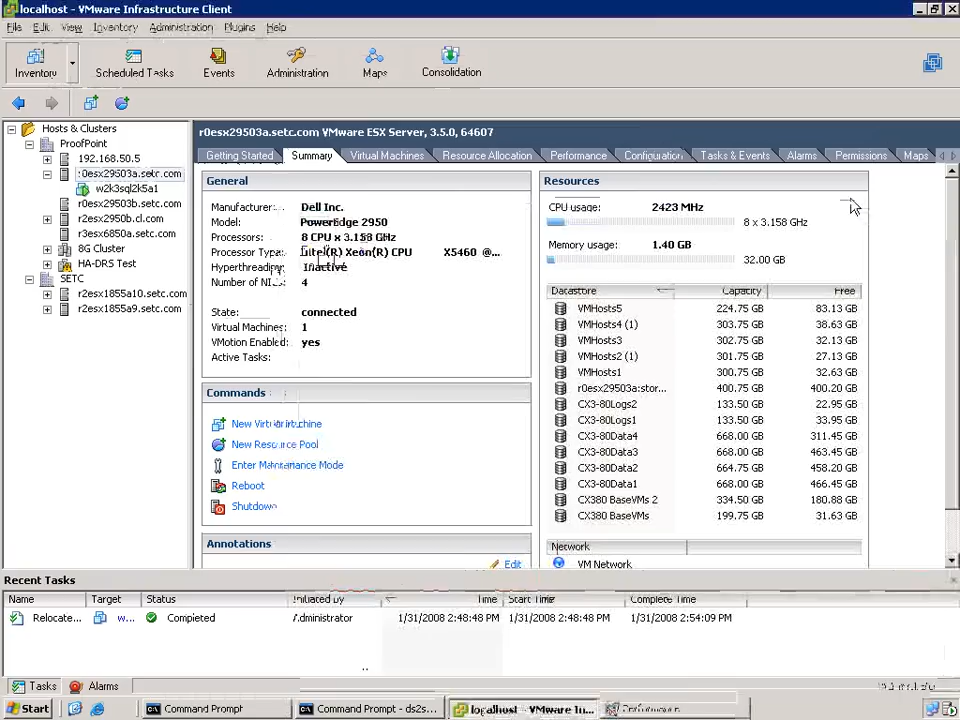 localhost - VMware Infrastructure Client
File Edit View Inventory Administration Plugins Help
Inventory Scheduled Tasks Events Administration Maps Consolidation
Hosts & Clusters
ProofPoint
192.168.50.5
r0esx29503a.setc.com
w2k3sql2k5a1
r0esx29503b.setc.com
r2esx2950b.cl.com
r3esx6850a.setc.com
8G Cluster
HA-DRS Test
SETC
r2esx1855a10.setc.com
r2esx1855a9.setc.com
r0esx29503a.setc.com VMware ESX Server, 3.5.0, 64607
Getting Started Summary Virtual Machines Resource Allocation Performance Configuration Tasks & Events Alarms Permissions Maps
General
Manufacturer: Dell Inc.
Model: PowerEdge 2950
Processors: 8 CPU x 3.158 GHz
Processor Type: Intel(R) Xeon(R) CPU X5460 @...
Hyperthreading: Inactive
Number of NICs: 4
State: connected
Virtual Machines: 1
VMotion Enabled: yes
Active Tasks:
Commands
New Virtual Machine
New Resource Pool
Enter Maintenance Mode
Reboot
Shutdown
Annotations
Edit
Resources
CPU usage: 2423 MHz
8 x 3.158 GHz
Memory usage: 1.40 GB
32.00 GB
Datastore Capacity Free
VMHosts5 224.75 GB 83.13 GB
VMHosts4 (1) 303.75 GB 38.63 GB
VMHosts3 302.75 GB 32.13 GB
VMHosts2 (1) 301.75 GB 27.13 GB
VMHosts1 300.75 GB 32.63 GB
r0esx29503a:stor... 400.75 GB 400.20 GB
CX3-80Logs2 133.50 GB 22.95 GB
CX3-80Logs1 133.50 GB 33.95 GB
CX3-80Data4 668.00 GB 311.45 GB
CX3-80Data3 668.00 GB 463.45 GB
CX3-80Data2 664.75 GB 458.20 GB
CX3-80Data1 668.00 GB 466.45 GB
CX380 BaseVMs 2 334.50 GB 180.88 GB
CX380 BaseVMs 199.75 GB 31.63 GB
Network
VM Network
Recent Tasks
Name Target Status Initiated by Time Start Time Complete Time
Relocate... w... Completed Administrator 1/31/2008 2:48:48 PM 1/31/2008 2:48:48 PM 1/31/2008 2:54:09 PM
Tasks Alarms
Start Command Prompt Command Prompt - ds2s... localhost - VMware In... Performance